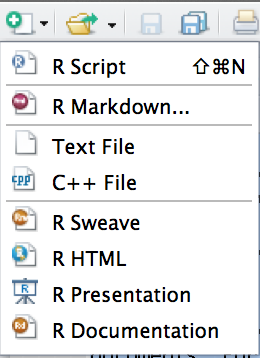 R Script ⇧⌘N
R Markdown...
Text File
C++ File
R Sweave
R HTML
R Presentation
R Documentation